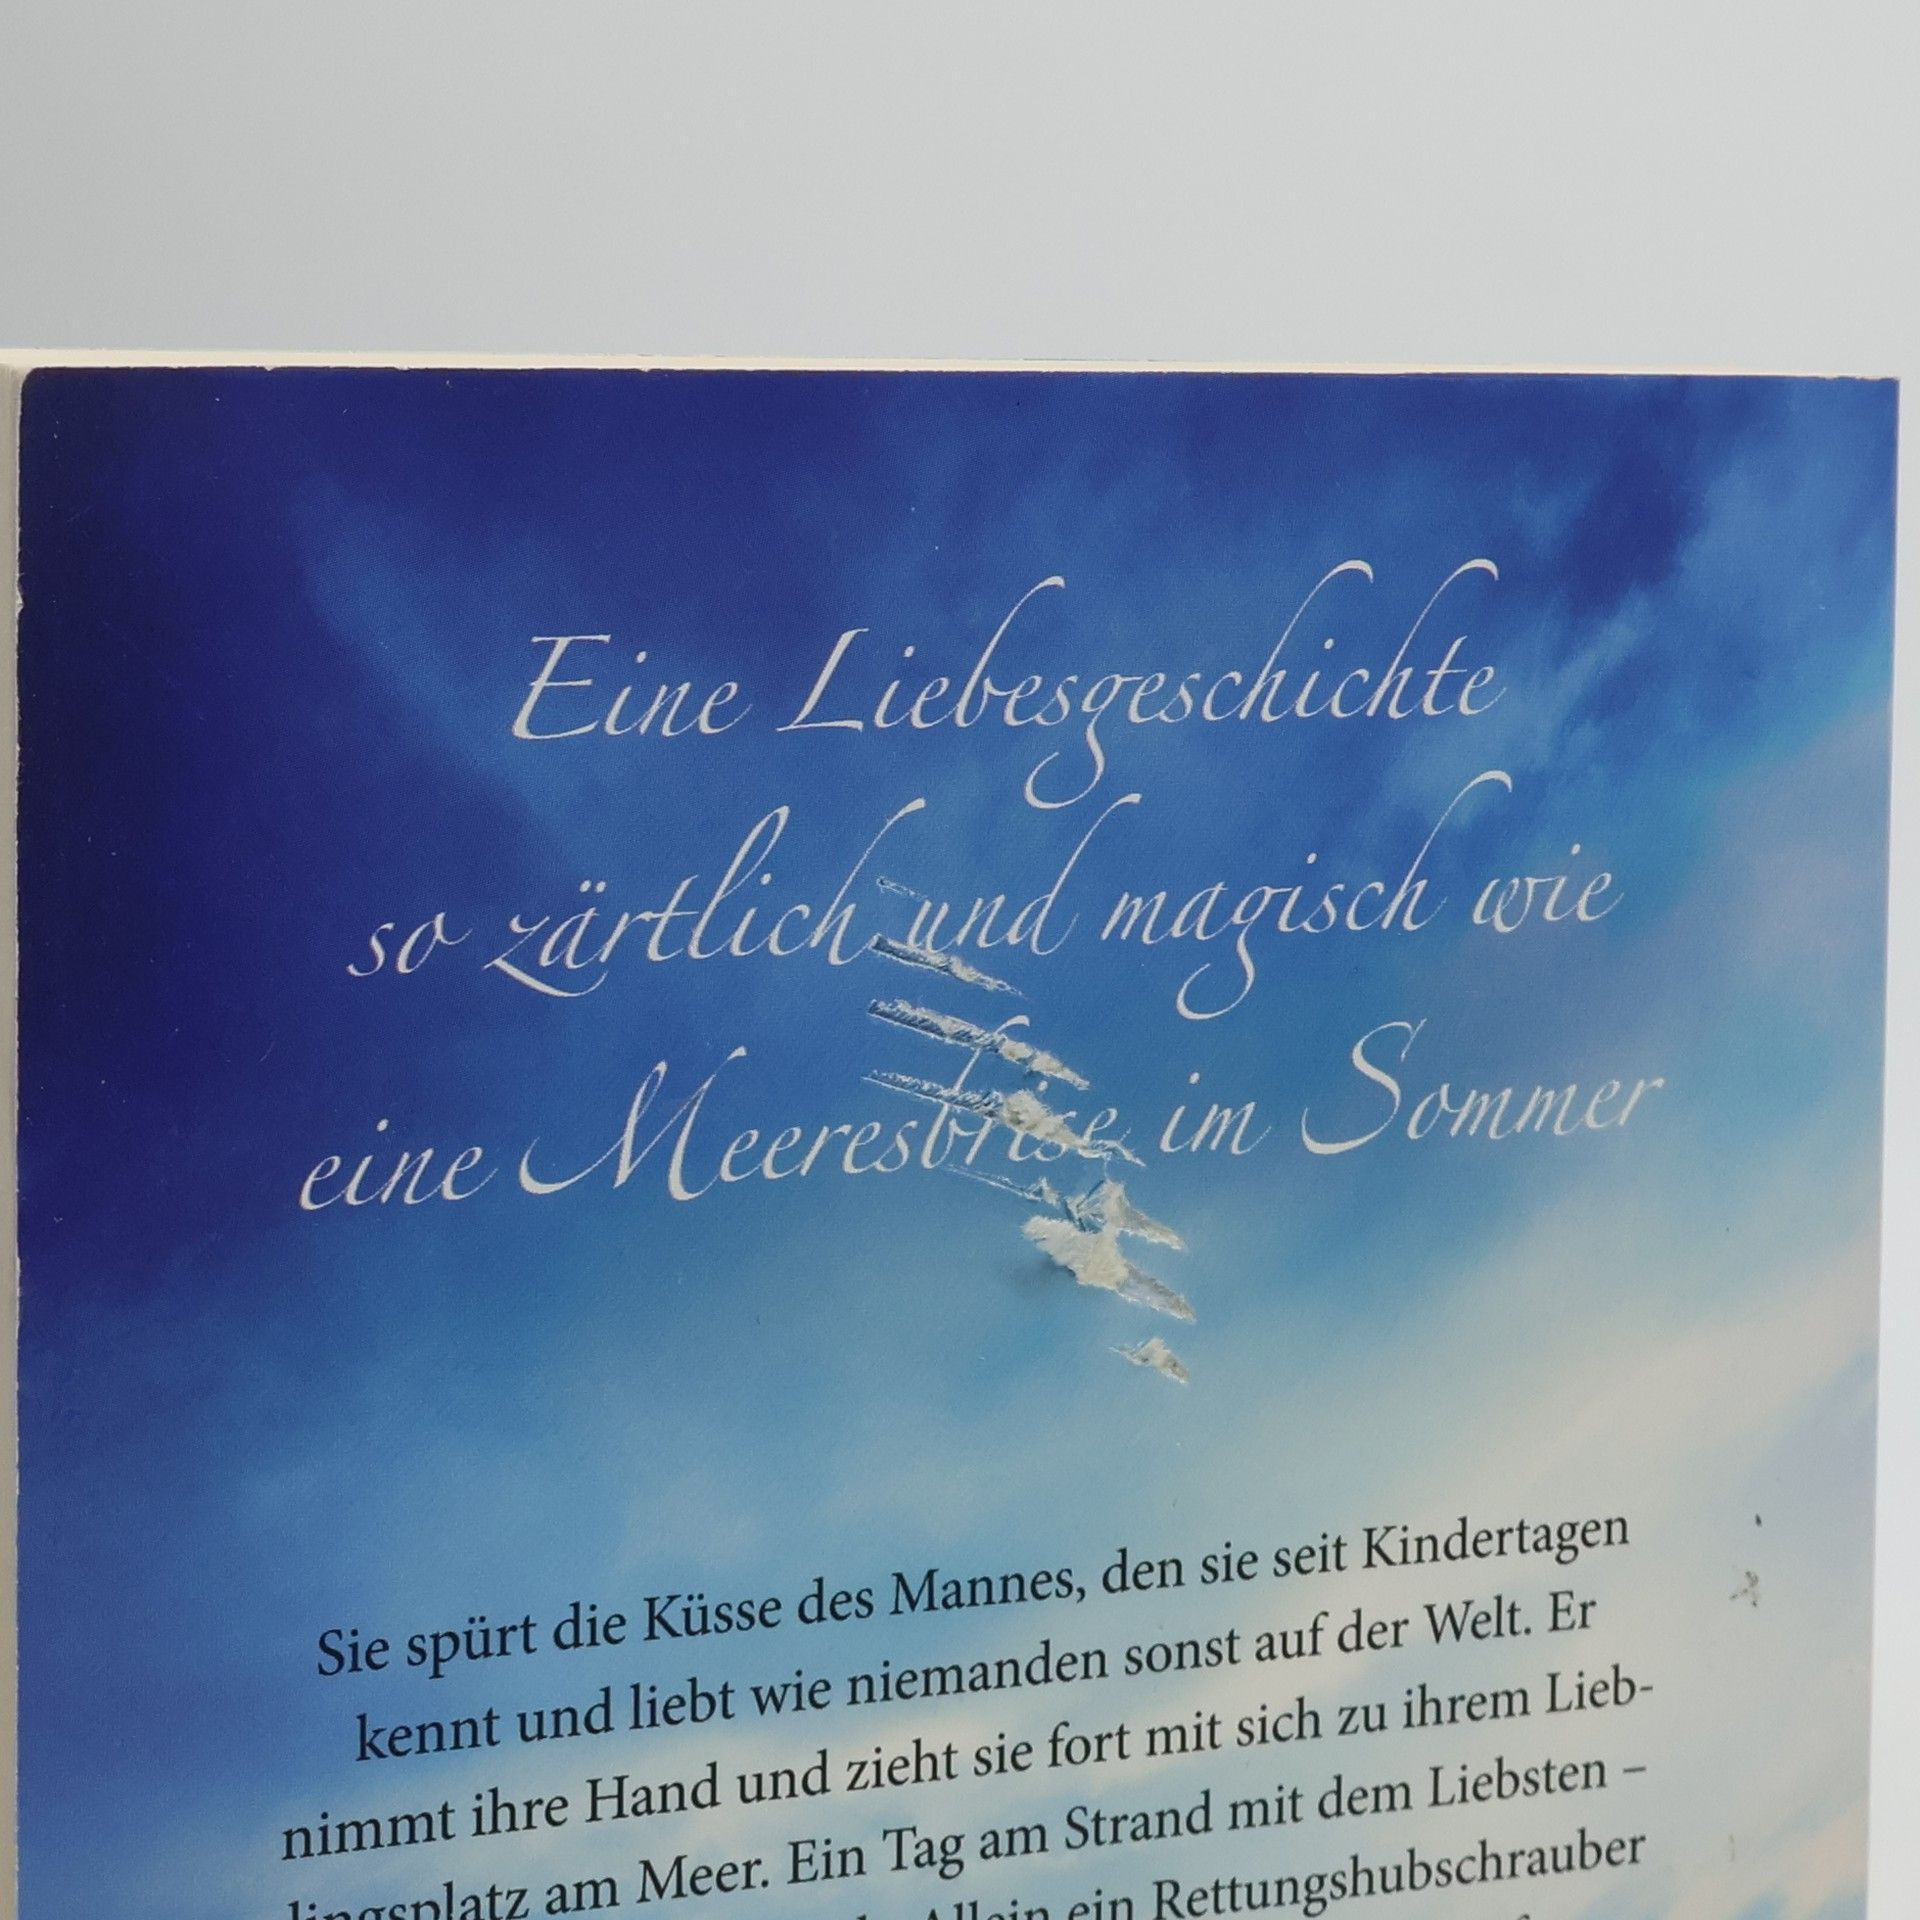 Eine Liebesgeschichte
so zärtlich und magisch wie
eine Meeresbrise im Sommer
Sie spürt die Küsse des Mannes, den sie seit Kindertagen
kennt und liebt wie niemanden sonst auf der Welt. Er
nimmt ihre Hand und zieht sie fort mit sich zu ihrem Lieb-
lingsplatz am Meer. Ein Tag am Strand mit dem Liebsten –
Allein ein Rettungshubschrauber